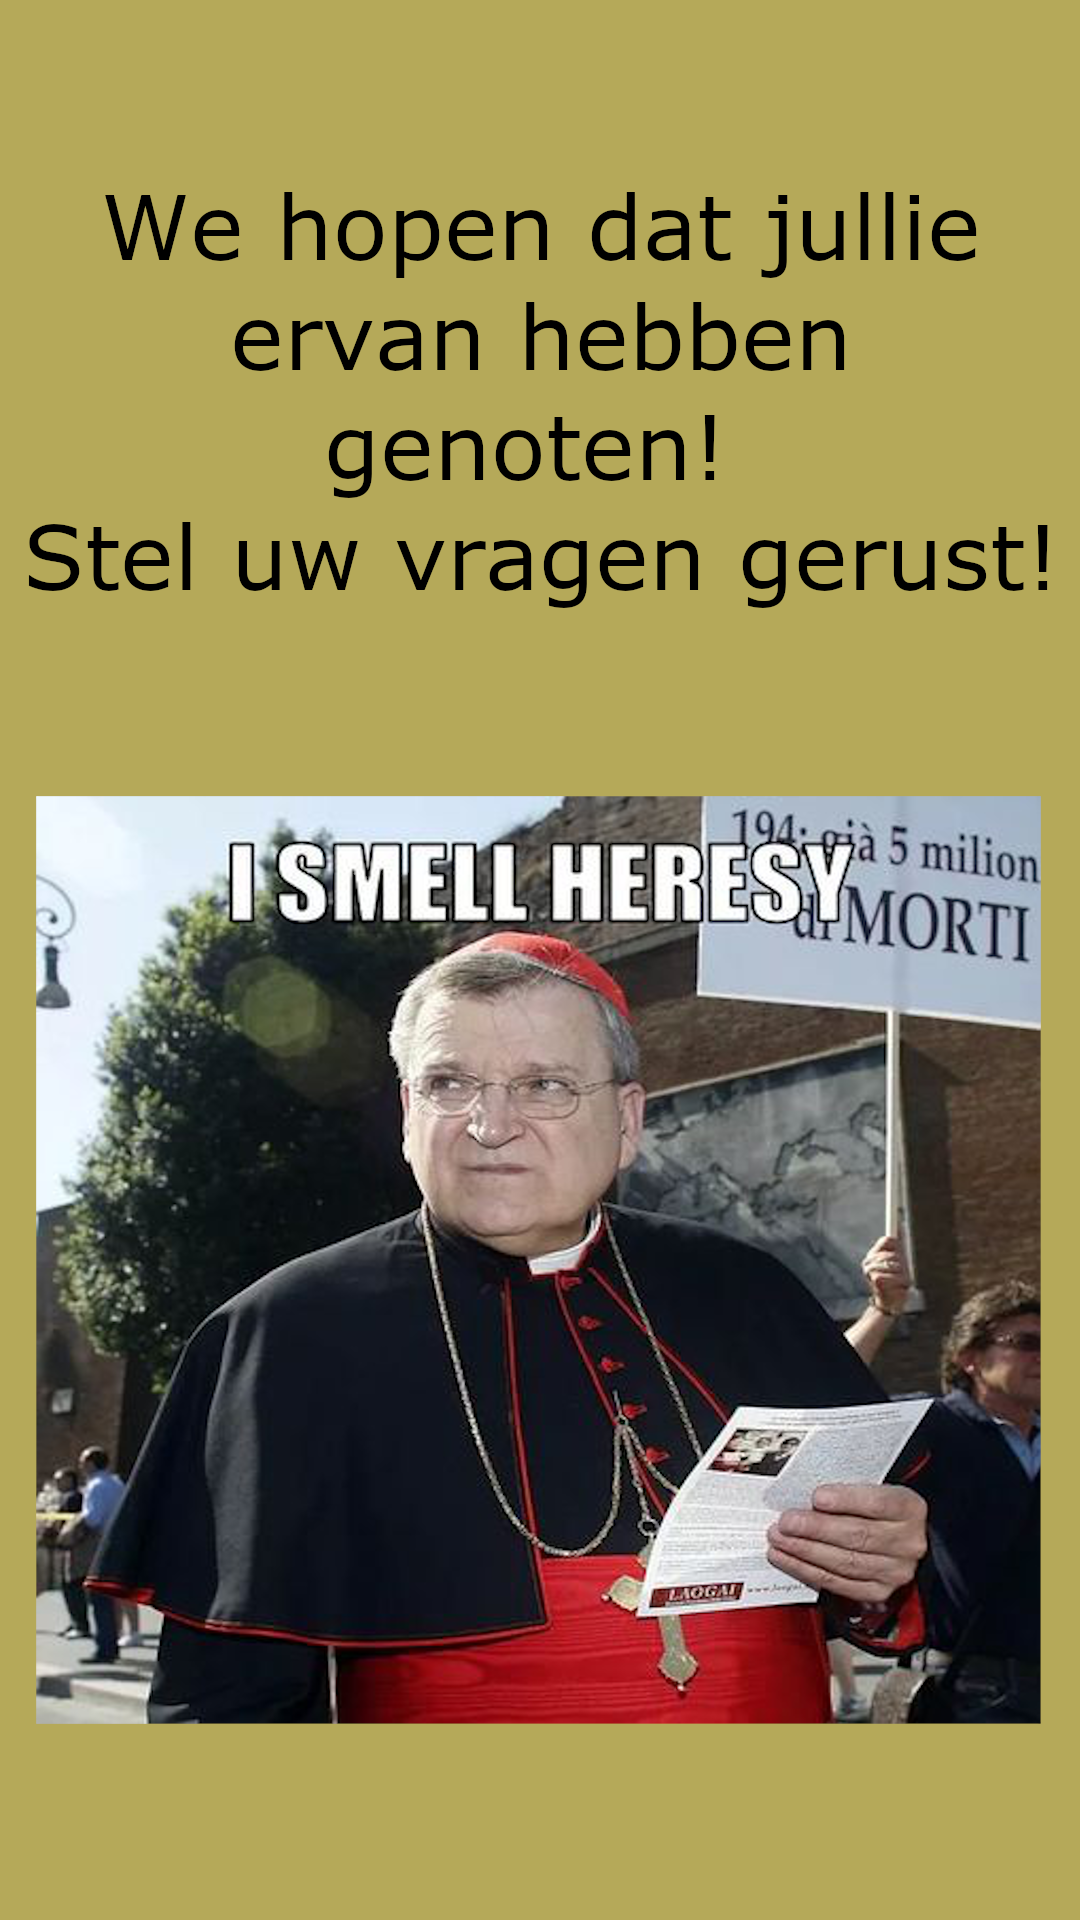 We hopen dat jullie
ervan hebben
genoten!
Stel uw vragen gerust!
I SMELL HERESY
194: già 5 milion
di MORTI
LAOGAI